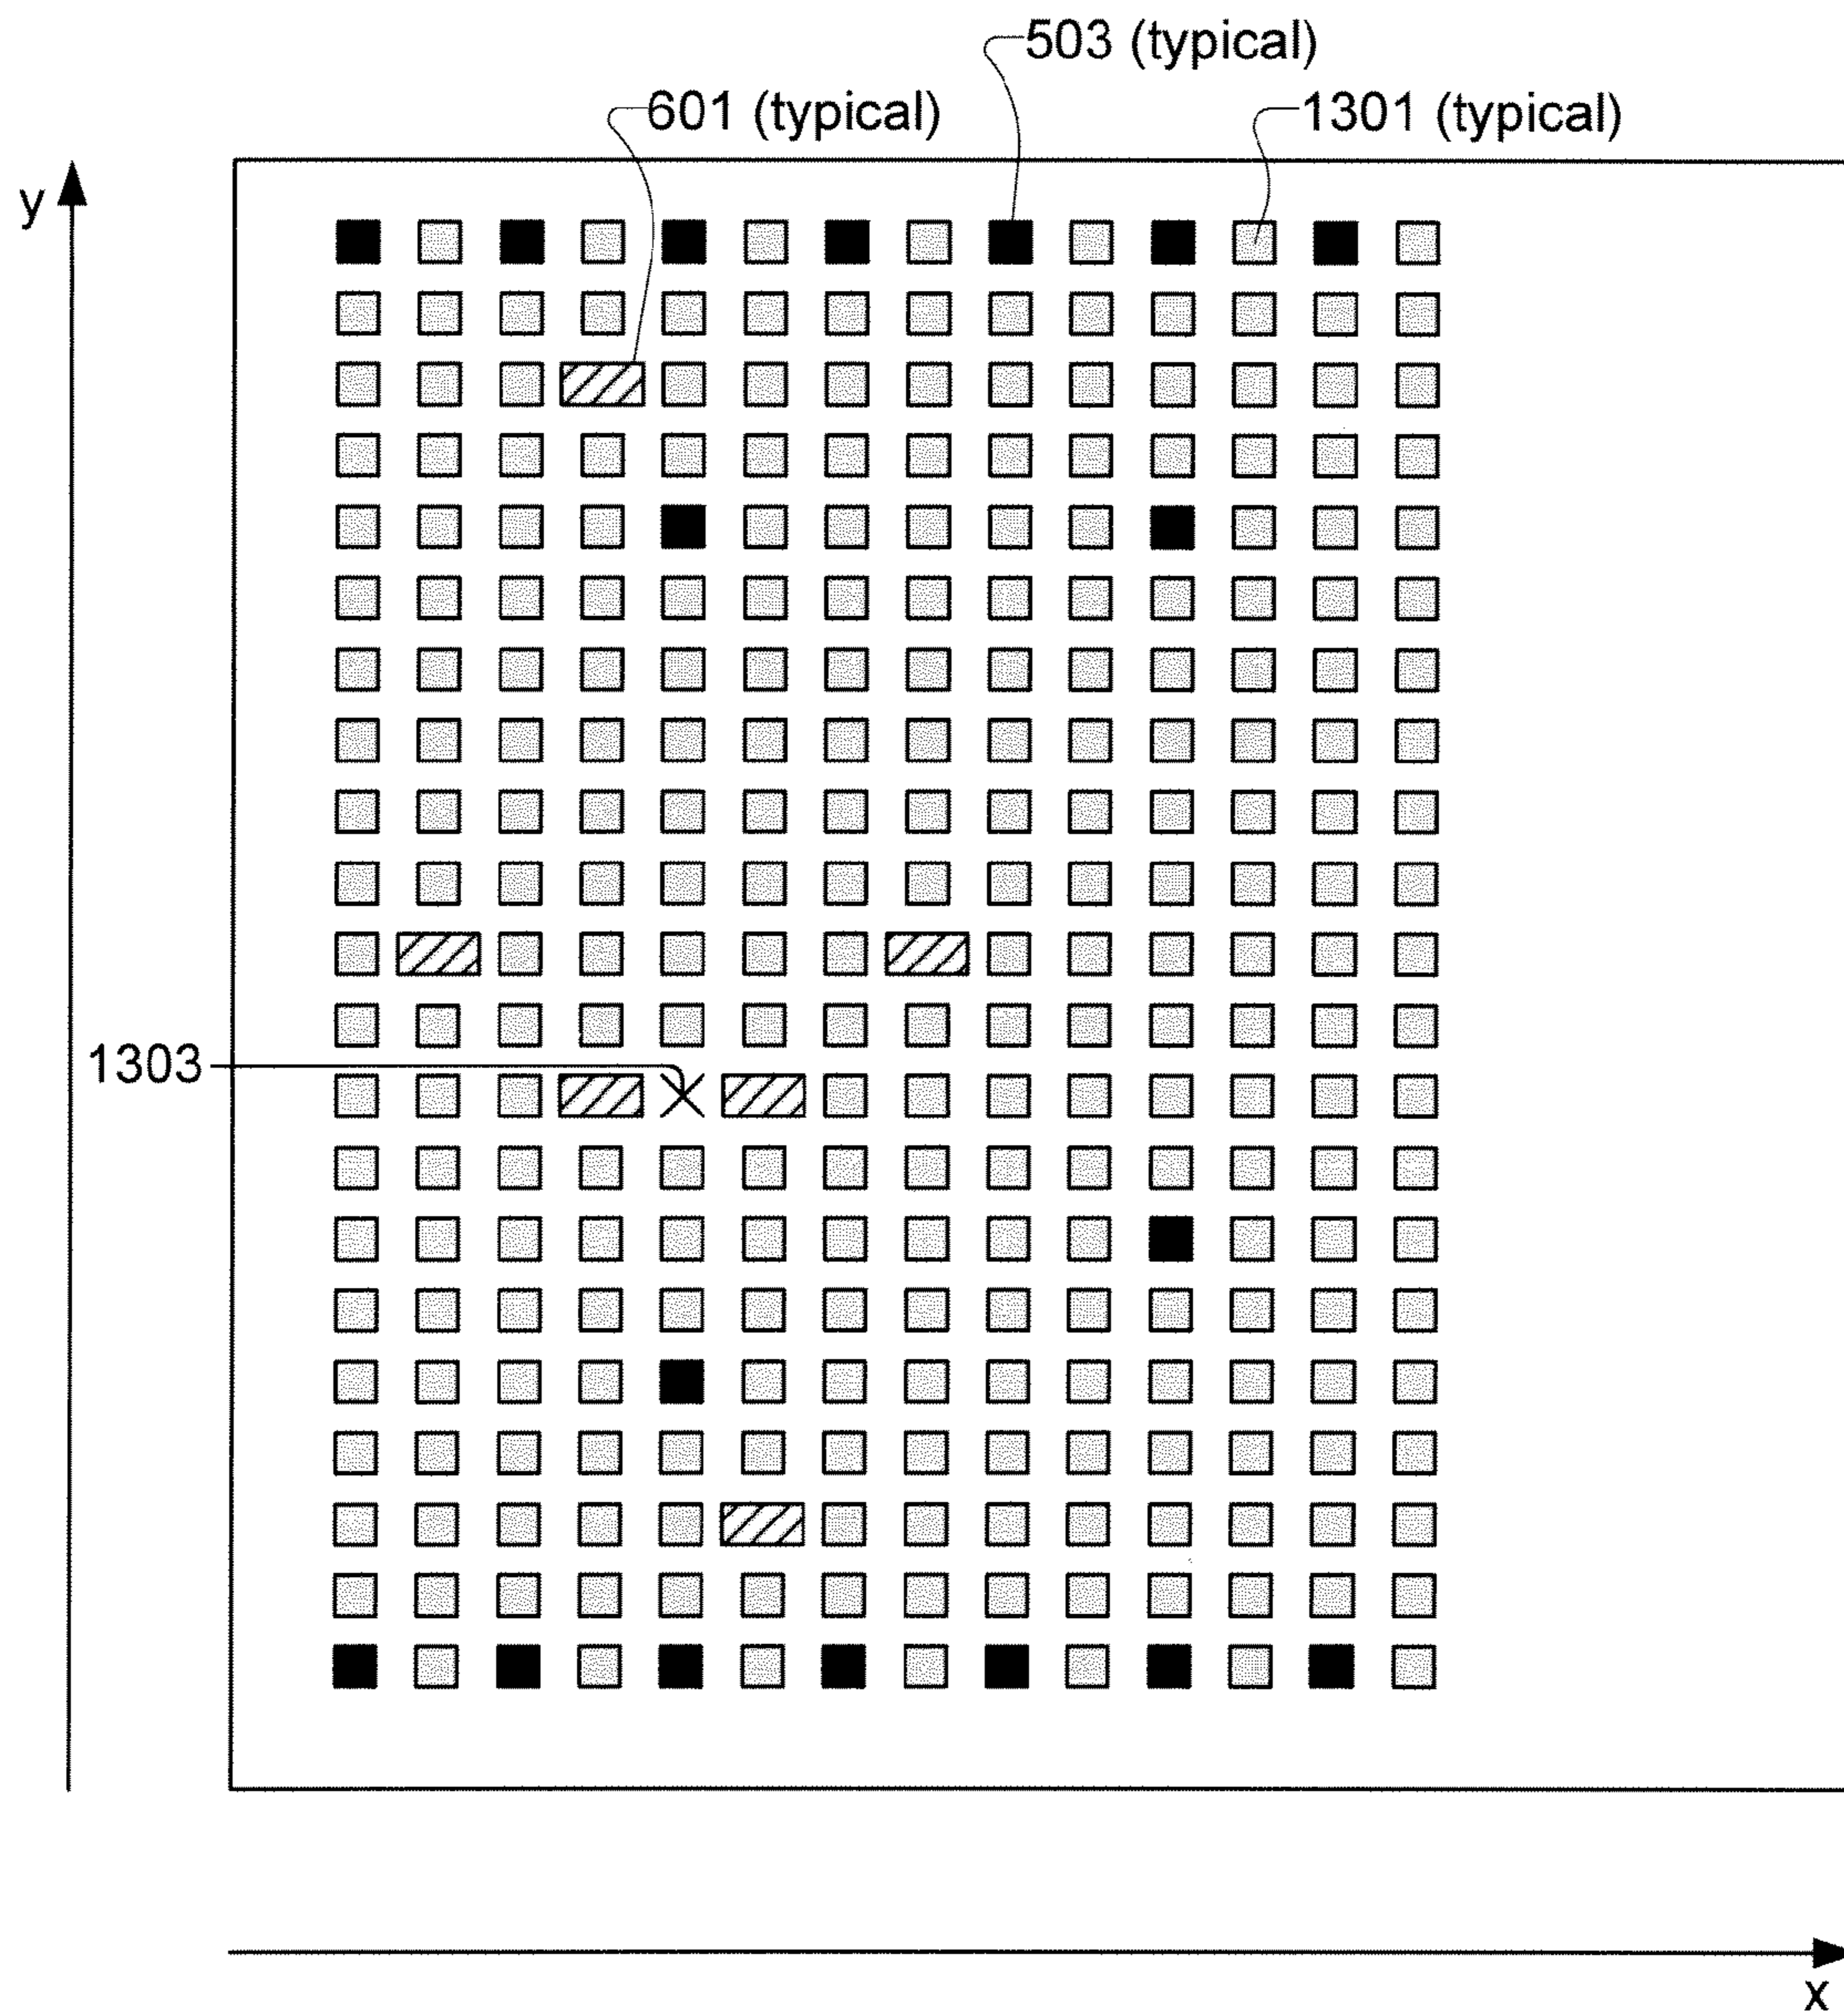 503 (typical)
601 (typical)
1301 (typical)
y
1303
x